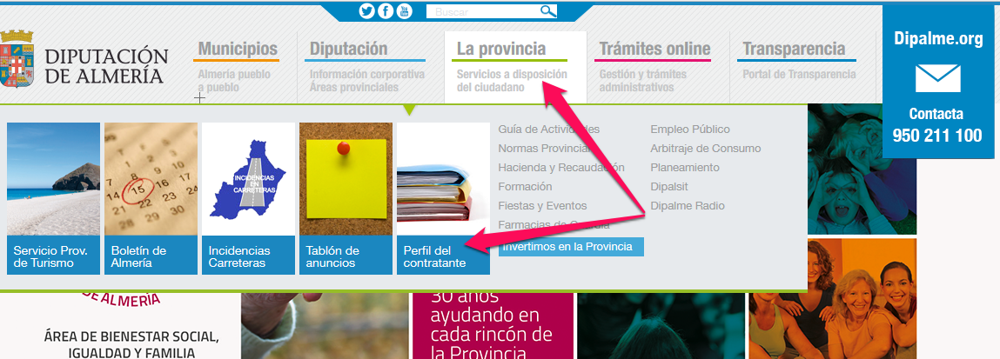 Buscar
DIPUTACIÓN
DE ALMERÍA
Municipios
Almería pueblo
a pueblo
Diputación
Información corporativa
Áreas provinciales
La provincia
Servicios a disposición
del ciudadano
Trámites online
Gestión y trámites
administrativos
Transparencia
Portal de Transparencia
Dipalme.org
Contacta
950 211 100
15
INCIDENCIAS
EN
CARRETERAS
Servicio Prov.
de Turismo
Boletín de
Almería
Incidencias
Carreteras
Tablón de
anuncios
Perfil del
contratante
Guía de Actividades
Normas Provincial
Hacienda y Recaudación
Formación
Fiestas y Eventos
Farmacias de
Invertimos en la Provincia
Empleo Público
Arbitraje de Consumo
Planeamiento
Dipalsit
Dipalme Radio
DE ALMERÍA
ÁREA DE BIENESTAR SOCIAL,
IGUALDAD Y FAMILIA
30 años
ayudando en
cada rincón de
la Provincia